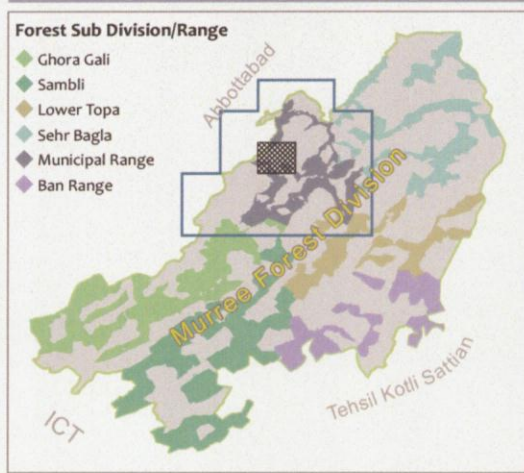 Forest Sub Division/Range
Ghora Gali
Sambli
Lower Topa
Sehr Bagla
Municipal Range
Ban Range
Abbottabad
Murree Forest Division
Tehsil Kotli Sattian
ICT